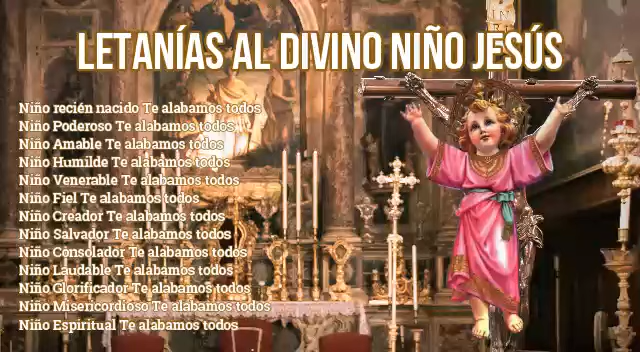 LETANÍAS AL DIVINO NIÑO JESÚS
Niño recién nacido Te alabamos todos
Niño Poderoso Te alabamos todos
Niño Amable Te alabamos todos
Niño Humilde Te alabamos todos
Niño Venerable Te alabamos todos
Niño Fiel Te alabamos todos
Niño Creador Te alabamos todos
Niño Salvador Te alabamos todos
Niño Consolador Te alabamos todos
Niño Laudable Te alabamos todos
Niño Glorificador Te alabamos todos
Niño Misericordioso Te alabamos todos
Niño Espiritual Te alabamos todos